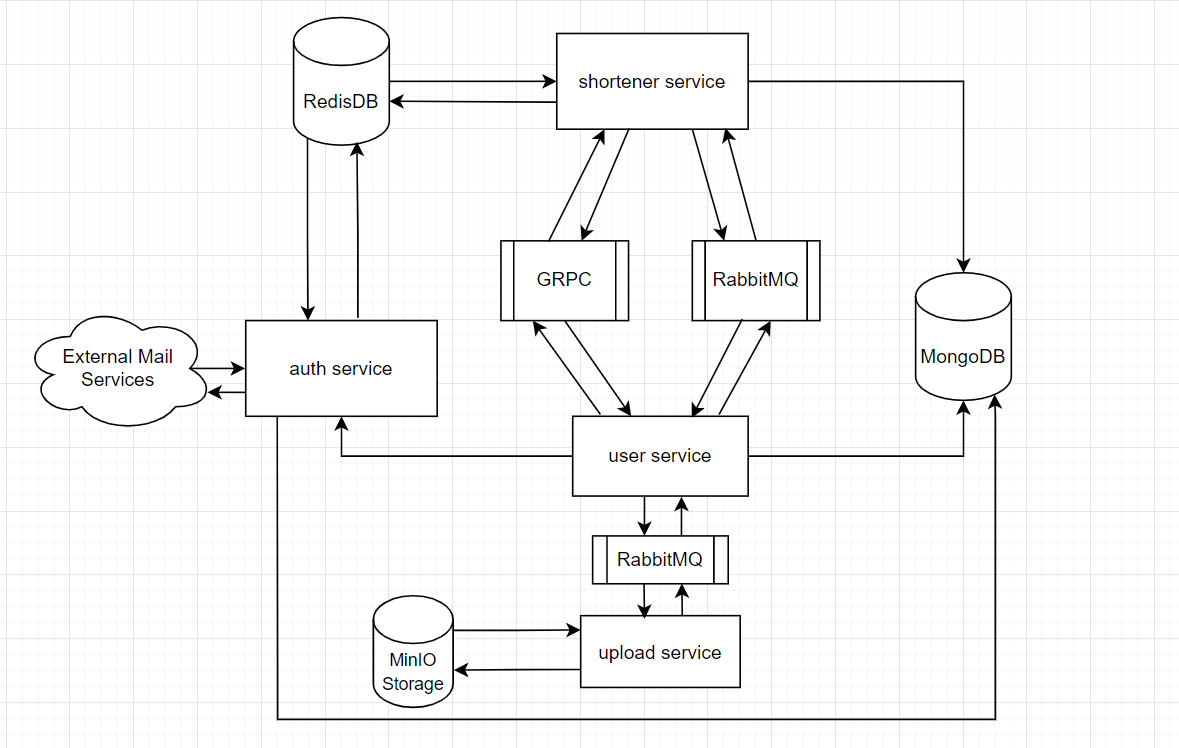 shortener service
RedisDB
GRPC
RabbitMQ
External Mail
Services
auth service
MongoDB
user service
RabbitMQ
upload service
MinIO
Storage